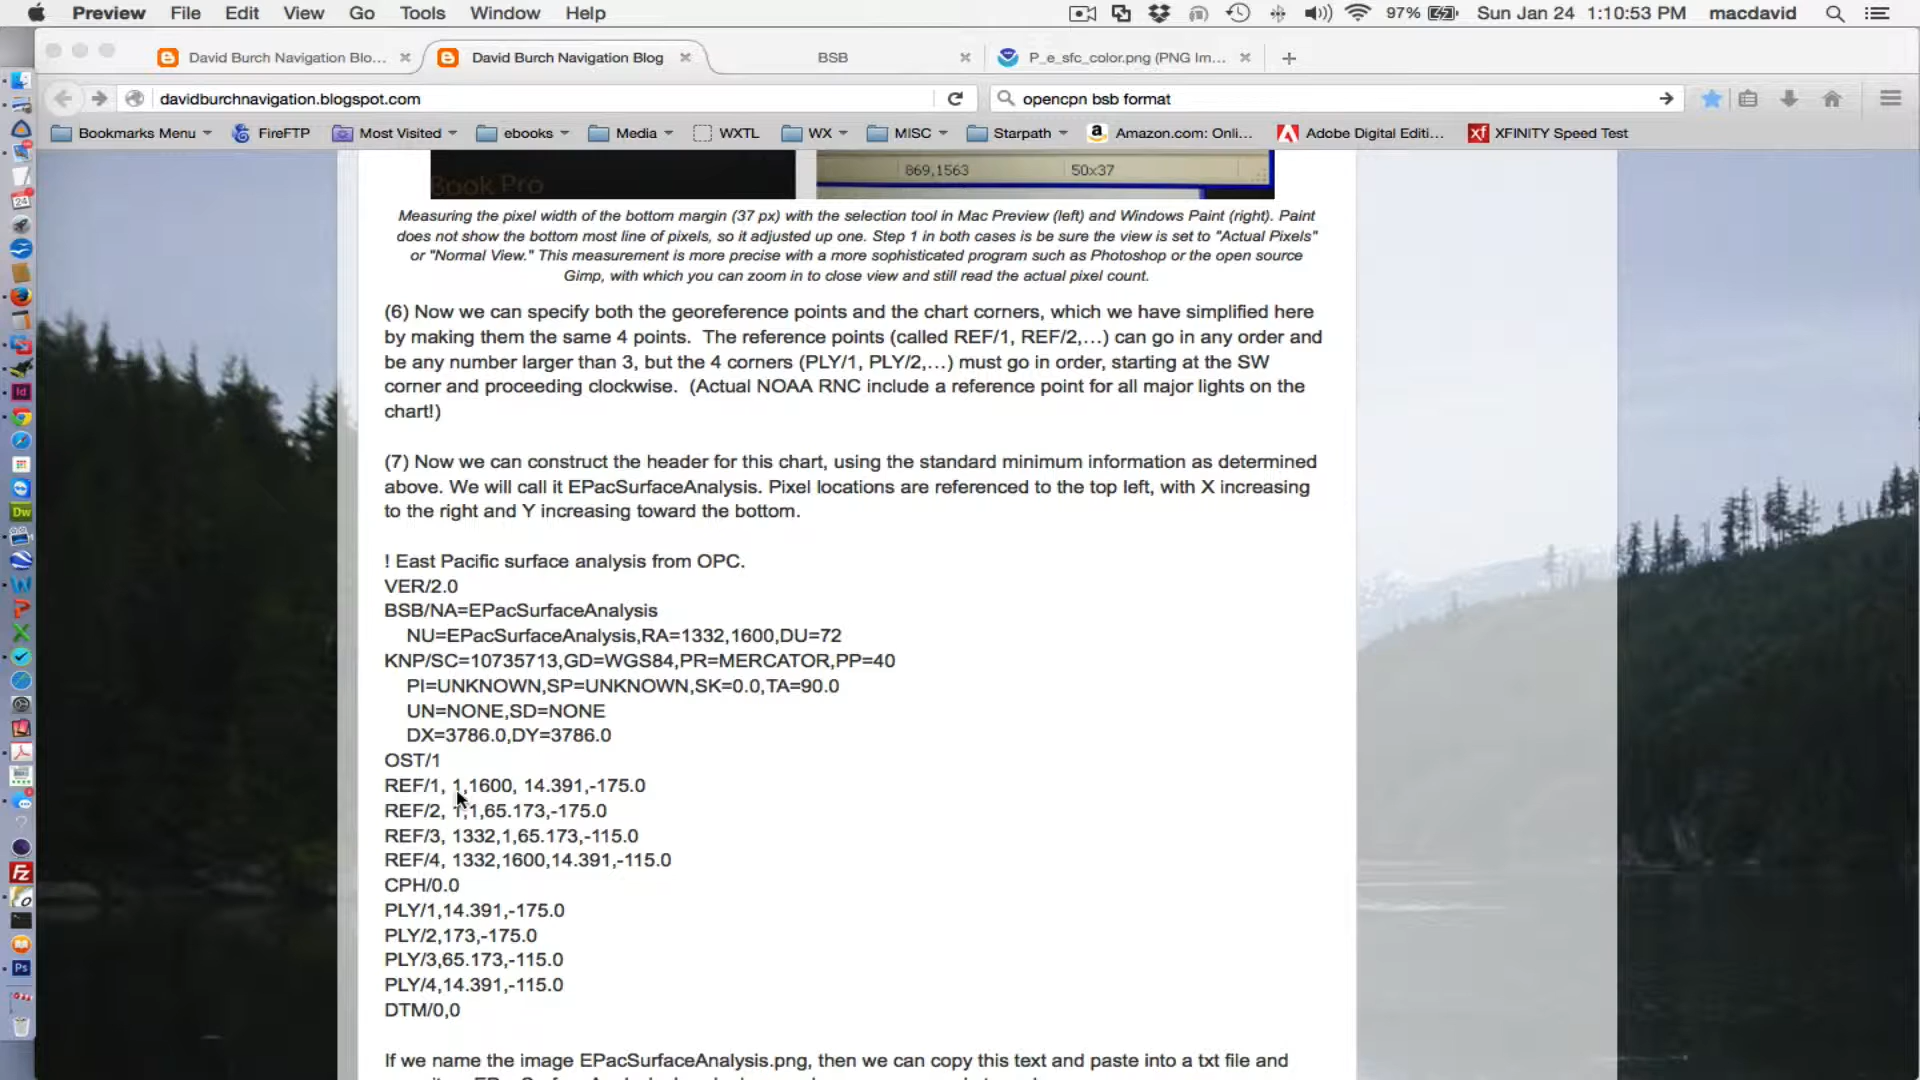 Preview File Edit View Go Tools Window Help 97% Sun Jan 24 1:10:53 PM macdavid
David Burch Navigation Blo... David Burch Navigation Blog BSB P_e_sfc_color.png (PNG Im...
davidburchnavigation.blogspot.com opencpn bsb format
Bookmarks Menu FireFTP Most Visited ebooks Media WXTL WX MISC Starpath Amazon.com: Onli... Adobe Digital Editi... XFINITY Speed Test
Book Pro 869,1563 50x37
Measuring the pixel width of the bottom margin (37 px) with the selection tool in Mac Preview (left) and Windows Paint (right). Paint
does not show the bottom most line of pixels, so it adjusted up one. Step 1 in both cases is be sure the view is set to "Actual Pixels"
or "Normal View." This measurement is more precise with a more sophisticated program such as Photoshop or the open source
Gimp, with which you can zoom in to close view and still read the actual pixel count.
(6) Now we can specify both the georeference points and the chart corners, which we have simplified here
by making them the same 4 points. The reference points (called REF/1, REF/2,...) can go in any order and
be any number larger than 3, but the 4 corners (PLY/1, PLY/2,...) must go in order, starting at the SW
corner and proceeding clockwise. (Actual NOAA RNC include a reference point for all major lights on the
chart!)
(7) Now we can construct the header for this chart, using the standard minimum information as determined
above. We will call it EPacSurfaceAnalysis. Pixel locations are referenced to the top left, with X increasing
to the right and Y increasing toward the bottom.
! East Pacific surface analysis from OPC.
VER/2.0
BSB/NA=EPacSurfaceAnalysis
NU=EPacSurfaceAnalysis,RA=1332,1600,DU=72
KNP/SC=10735713,GD=WGS84,PR=MERCATOR,PP=40
PI=UNKNOWN,SP=UNKNOWN,SK=0.0,TA=90.0
UN=NONE,SD=NONE
DX=3786.0,DY=3786.0
OST/1
REF/1, 1,1600, 14.391,-175.0
REF/2, 1,1,65.173,-175.0
REF/3, 1332,1,65.173,-115.0
REF/4, 1332,1600,14.391,-115.0
CPH/0.0
PLY/1,14.391,-175.0
PLY/2,173,-175.0
PLY/3,65.173,-115.0
PLY/4,14.391,-115.0
DTM/0,0
If we name the image EPacSurfaceAnalysis.png, then we can copy this text and paste into a txt file and